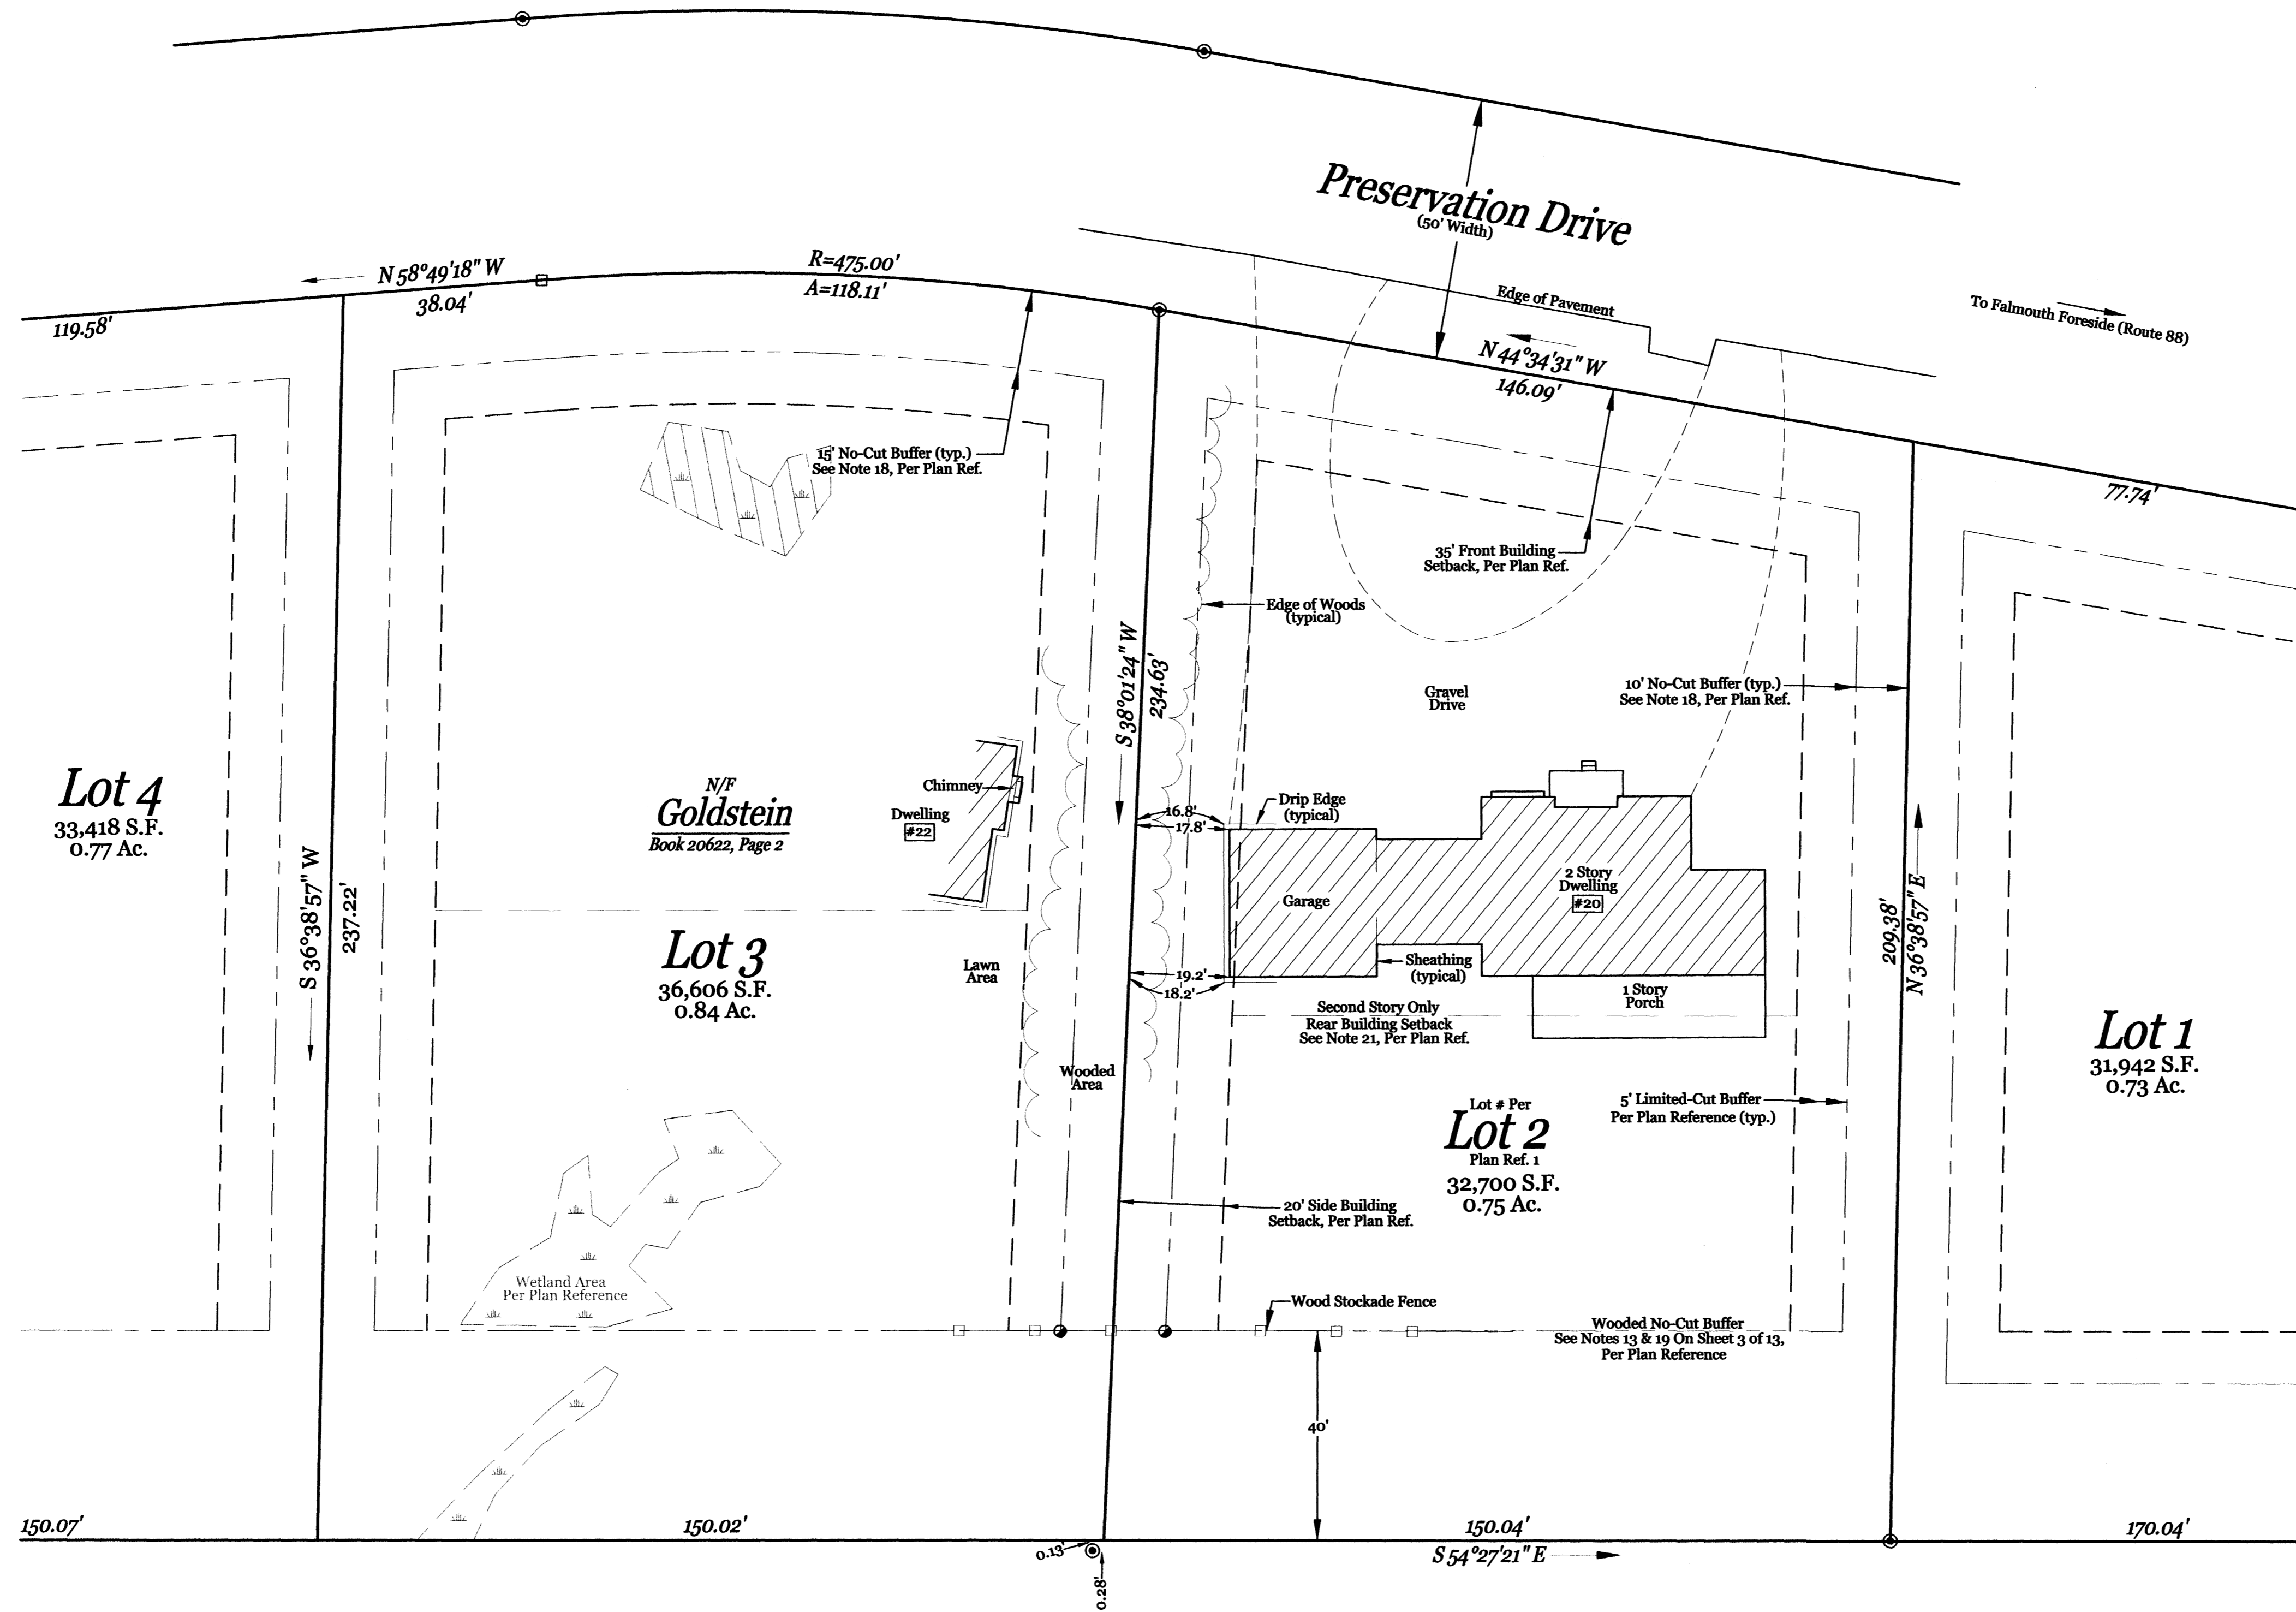 Preservation Drive
(50' Width)
N 58°49'18" W
38.04'
R=475.00'
A=118.11'
119.58'
Edge of Pavement
To Falmouth Foreside (Route 88)
N 44°34'31" W
146.09'
77.74'
15' No-Cut Buffer (typ.)
See Note 18, Per Plan Ref.
35' Front Building
Setback, Per Plan Ref.
Edge of Woods
(typical)
S 38°01'24" W
234.63'
Gravel
Drive
10' No-Cut Buffer (typ.)
See Note 18, Per Plan Ref.
Lot 4
33,418 S.F.
0.77 Ac.
N/F
Goldstein
Book 20622, Page 2
Chimney
Dwelling
#22
Drip Edge
(typical)
16.8'
17.8'
S 36°38'57" W
237.22'
Garage
2 Story
Dwelling
#20
209.38'
N 36°38'57" E
Lot 3
36,606 S.F.
0.84 Ac.
Lawn
Area
19.2'
18.2'
Sheathing
(typical)
1 Story
Porch
Second Story Only
Rear Building Setback
See Note 21, Per Plan Ref.
Lot 1
31,942 S.F.
0.73 Ac.
Wooded
Area
5' Limited-Cut Buffer
Per Plan Reference (typ.)
Lot # Per
Lot 2
Plan Ref. 1
32,700 S.F.
0.75 Ac.
20' Side Building
Setback, Per Plan Ref.
Wetland Area
Per Plan Reference
Wood Stockade Fence
Wooded No-Cut Buffer
See Notes 13 & 19 On Sheet 3 of 13,
Per Plan Reference
40'
150.07'
150.02'
150.04'
170.04'
S 54°27'21" E
0.13'
0.28'